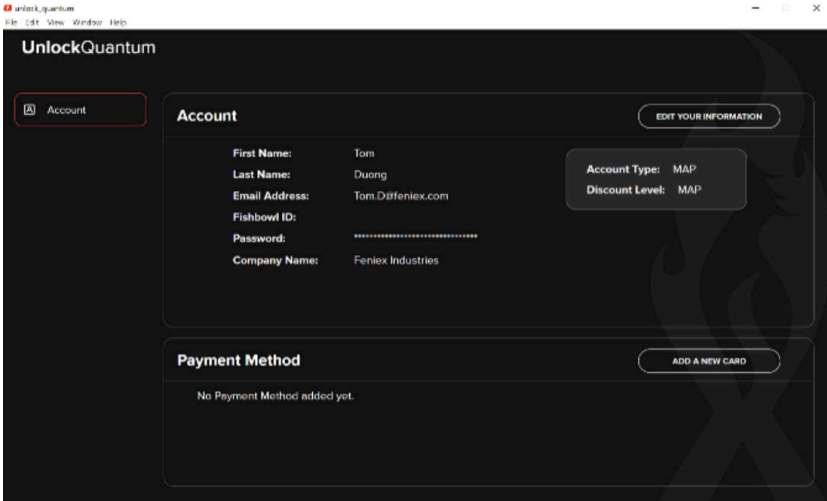 unlock_quantum
File Edit View Window Help
UnlockQuantum
Account
Account
EDIT YOUR INFORMATION
First Name: Tom
Last Name: Duong
Email Address: Tom.D@feniex.com
Fishbowl ID:
Password: ********************************
Company Name: Feniex Industries
Account Type: MAP
Discount Level: MAP
Payment Method
ADD A NEW CARD
No Payment Method added yet.